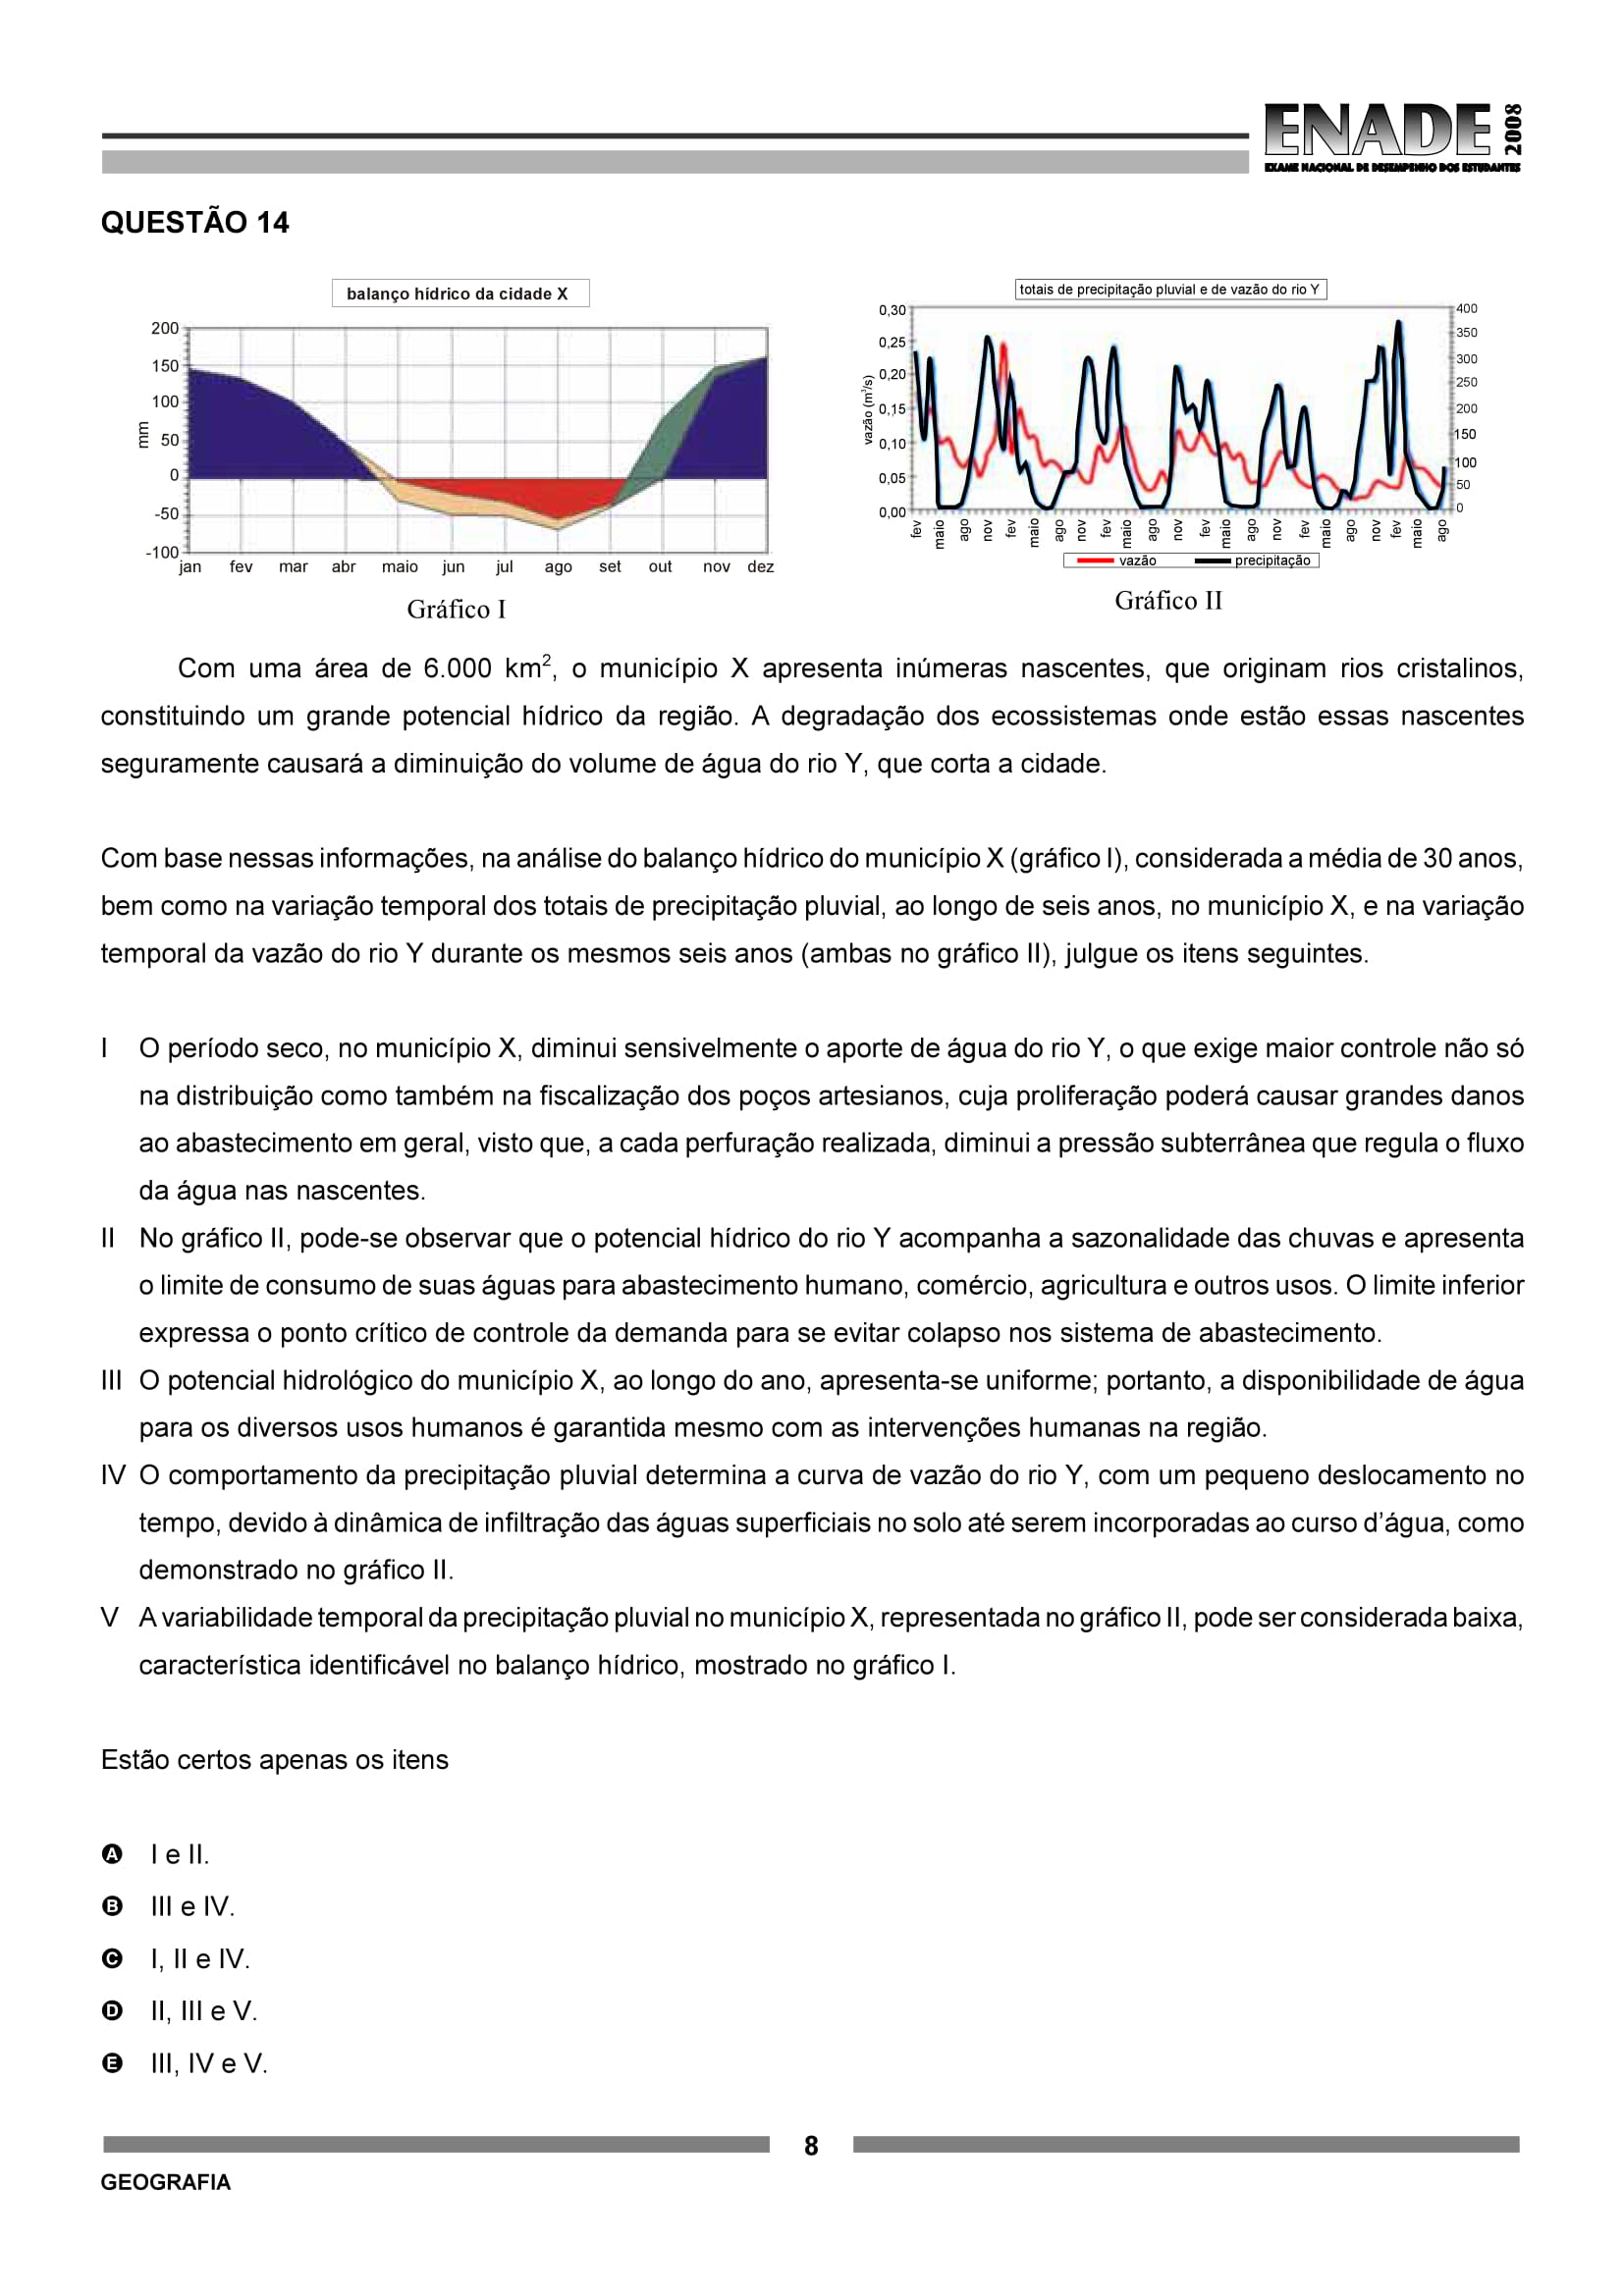 ENADE 2008
EXAME NACIONAL DE DESEMPENHO DOS ESTUDANTES
QUESTÃO 14
balanço hídrico da cidade X
200
150
100
50
0
-50
-100
mm
jan fev mar abr maio jun jul ago set out nov dez
Gráfico I
totais de precipitação pluvial e de vazão do rio Y
0,30
0,25
0,20
0,15
0,10
0,05
0,00
vazão (m³/s)
400
350
300
250
200
150
100
50
0
fev maio ago nov fev maio ago nov fev maio ago nov fev maio ago nov fev maio ago nov fev maio ago
vazão precipitação
Gráfico II
Com uma área de 6.000 km², o município X apresenta inúmeras nascentes, que originam rios cristalinos,
constituindo um grande potencial hídrico da região. A degradação dos ecossistemas onde estão essas nascentes
seguramente causará a diminuição do volume de água do rio Y, que corta a cidade.
Com base nessas informações, na análise do balanço hídrico do município X (gráfico I), considerada a média de 30 anos,
bem como na variação temporal dos totais de precipitação pluvial, ao longo de seis anos, no município X, e na variação
temporal da vazão do rio Y durante os mesmos seis anos (ambas no gráfico II), julgue os itens seguintes.
I O período seco, no município X, diminui sensivelmente o aporte de água do rio Y, o que exige maior controle não só
na distribuição como também na fiscalização dos poços artesianos, cuja proliferação poderá causar grandes danos
ao abastecimento em geral, visto que, a cada perfuração realizada, diminui a pressão subterrânea que regula o fluxo
da água nas nascentes.
II No gráfico II, pode-se observar que o potencial hídrico do rio Y acompanha a sazonalidade das chuvas e apresenta
o limite de consumo de suas águas para abastecimento humano, comércio, agricultura e outros usos. O limite inferior
expressa o ponto crítico de controle da demanda para se evitar colapso nos sistema de abastecimento.
III O potencial hidrológico do município X, ao longo do ano, apresenta-se uniforme; portanto, a disponibilidade de água
para os diversos usos humanos é garantida mesmo com as intervenções humanas na região.
IV O comportamento da precipitação pluvial determina a curva de vazão do rio Y, com um pequeno deslocamento no
tempo, devido à dinâmica de infiltração das águas superficiais no solo até serem incorporadas ao curso d’água, como
demonstrado no gráfico II.
V A variabilidade temporal da precipitação pluvial no município X, representada no gráfico II, pode ser considerada baixa,
característica identificável no balanço hídrico, mostrado no gráfico I.
Estão certos apenas os itens
A I e II.
B III e IV.
C I, II e IV.
D II, III e V.
E III, IV e V.
8
GEOGRAFIA